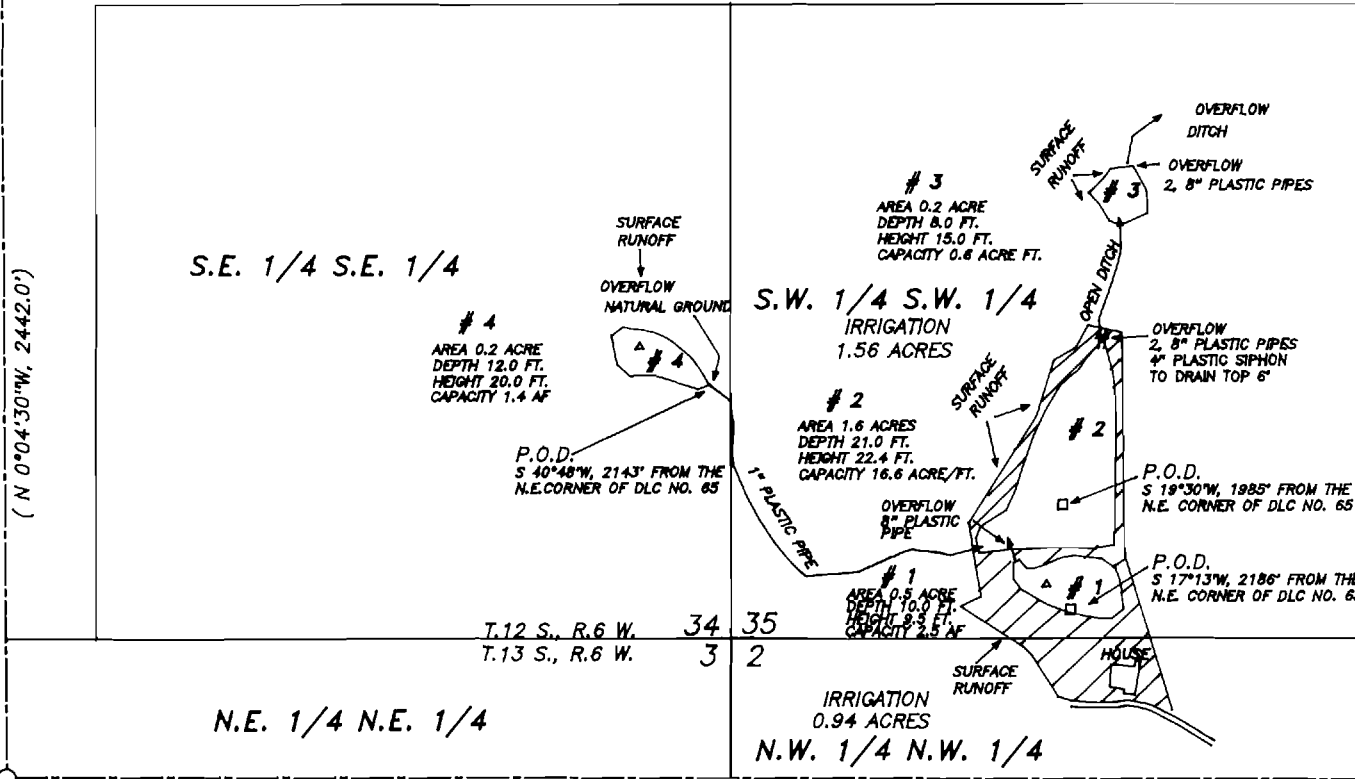 ( N 0°04'30"W, 2442.0')
OVERFLOW
DITCH
SURFACE
RUNOFF
OVERFLOW
2, 8" PLASTIC PIPES
# 3
# 3
AREA 0.2 ACRE
DEPTH 8.0 FT.
HEIGHT 15.0 FT.
CAPACITY 0.6 ACRE FT.
SURFACE
RUNOFF
S.E. 1/4 S.E. 1/4
OVERFLOW
NATURAL GROUND
OPEN DITCH
S.W. 1/4 S.W. 1/4
IRRIGATION
1.56 ACRES
# 4
AREA 0.2 ACRE
DEPTH 12.0 FT.
HEIGHT 20.0 FT.
CAPACITY 1.4 AF
# 4
OVERFLOW
2, 8" PLASTIC PIPES
4" PLASTIC SIPHON
TO DRAIN TOP 6"
SURFACE
RUNOFF
# 2
AREA 1.6 ACRES
DEPTH 21.0 FT.
HEIGHT 22.4 FT.
CAPACITY 16.6 ACRE/FT.
# 2
P.O.D.
S 40°48'W, 2143' FROM THE
N.E.CORNER OF DLC NO. 65
P.O.D.
S 19°30'W, 1985' FROM THE
N.E. CORNER OF DLC NO. 65
1" PLASTIC PIPE
OVERFLOW
8" PLASTIC
PIPE
# 1
AREA 0.5 ACRE
DEPTH 10.0 FT.
HEIGHT 9.5 FT.
CAPACITY 2.5 AF
# 1
P.O.D.
S 17°13'W, 2186' FROM THE
N.E. CORNER OF DLC NO. 6
T.12 S., R.6 W. 34 35
T.13 S., R.6 W. 3 2
HOUSE
SURFACE
RUNOFF
IRRIGATION
0.94 ACRES
N.E. 1/4 N.E. 1/4
N.W. 1/4 N.W. 1/4